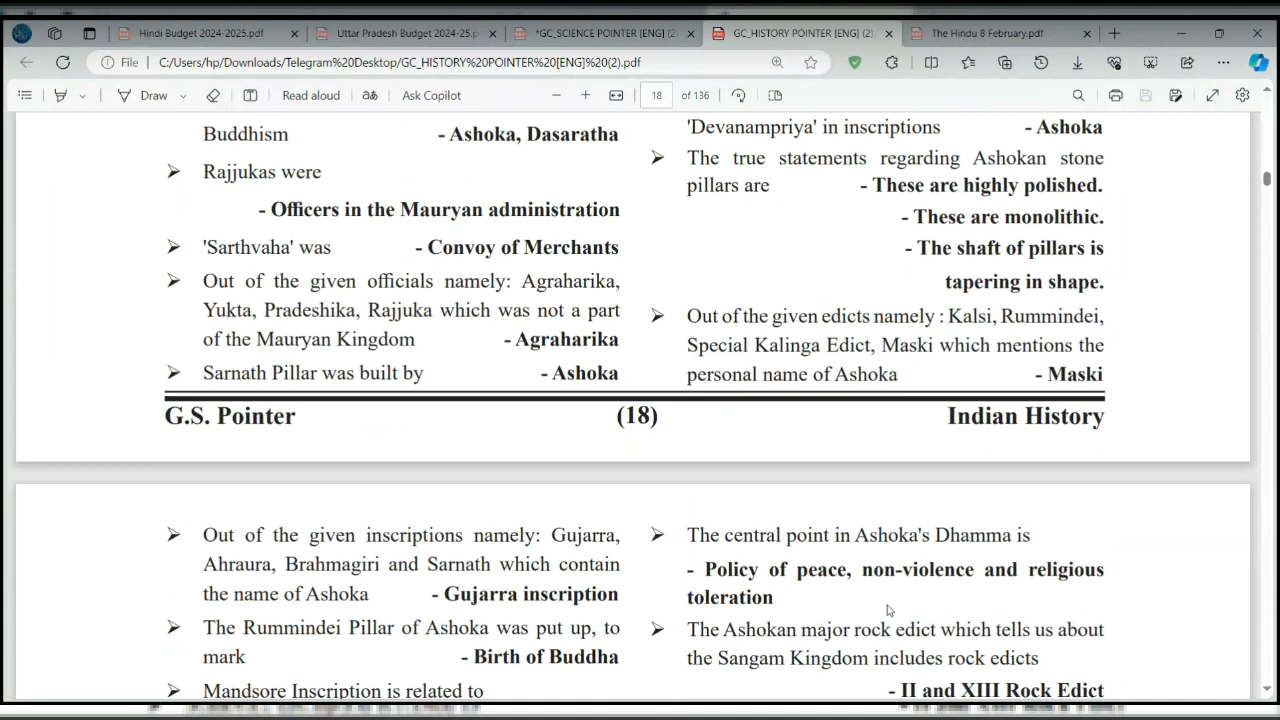 Hindi Budget 2024-2025.pdf
Uttar Pradesh Budget 2024-25.p
*GC_SCIENCE POINTER [ENG] (2)
GC_HISTORY POINTER [ENG] (2).
The Hindu 8 February.pdf
File
C:/Users/hp/Downloads/Telegram%20Desktop/GC_HISTORY%20POINTER%20[ENG]%20(2).pdf
Draw
Read aloud
Ask Copilot
18 of 136
Buddhism - Ashoka, Dasaratha
Rajjukas were
- Officers in the Mauryan administration
'Sarthvaha' was - Convoy of Merchants
Out of the given officials namely: Agraharika,
Yukta, Pradeshika, Rajjuka which was not a part
of the Mauryan Kingdom - Agraharika
Sarnath Pillar was built by - Ashoka
'Devanampriya' in inscriptions - Ashoka
The true statements regarding Ashokan stone
pillars are - These are highly polished.
- These are monolithic.
- The shaft of pillars is
tapering in shape.
Out of the given edicts namely : Kalsi, Rummindei,
Special Kalinga Edict, Maski which mentions the
personal name of Ashoka - Maski
G.S. Pointer (18) Indian History
Out of the given inscriptions namely: Gujarra,
Ahraura, Brahmagiri and Sarnath which contain
the name of Ashoka - Gujarra inscription
The Rummindei Pillar of Ashoka was put up, to
mark - Birth of Buddha
Mandsore Inscription is related to
The central point in Ashoka's Dhamma is
- Policy of peace, non-violence and religious
toleration
The Ashokan major rock edict which tells us about
the Sangam Kingdom includes rock edicts
- II and XIII Rock Edict